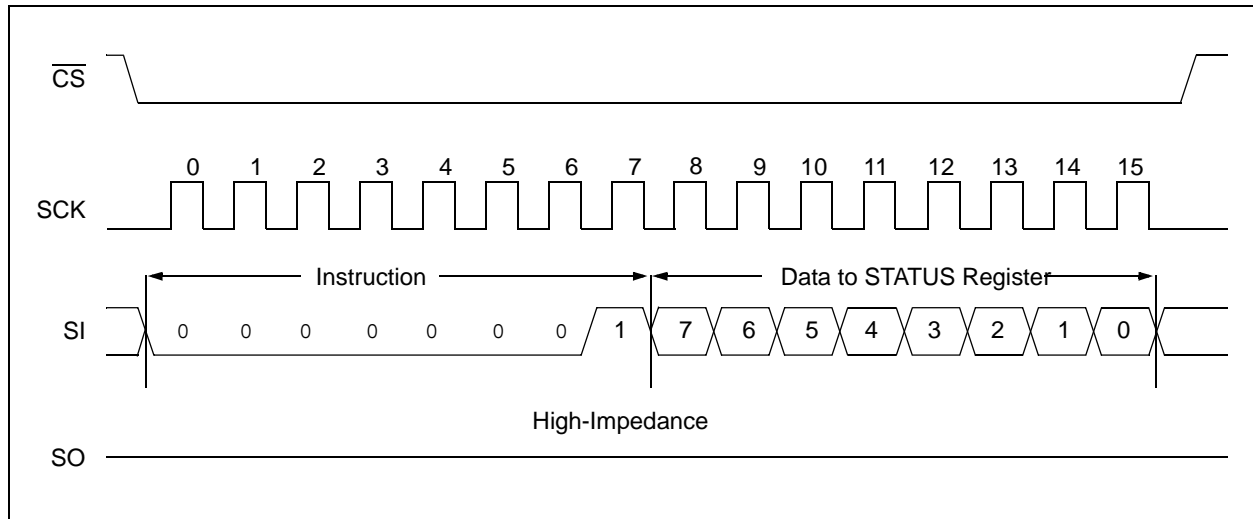 CS
0 1 2 3 4 5 6 7 8 9 10 11 12 13 14 15
SCK
Instruction Data to STATUS Register
SI 0 0 0 0 0 0 0 1 7 6 5 4 3 2 1 0
High-Impedance
SO